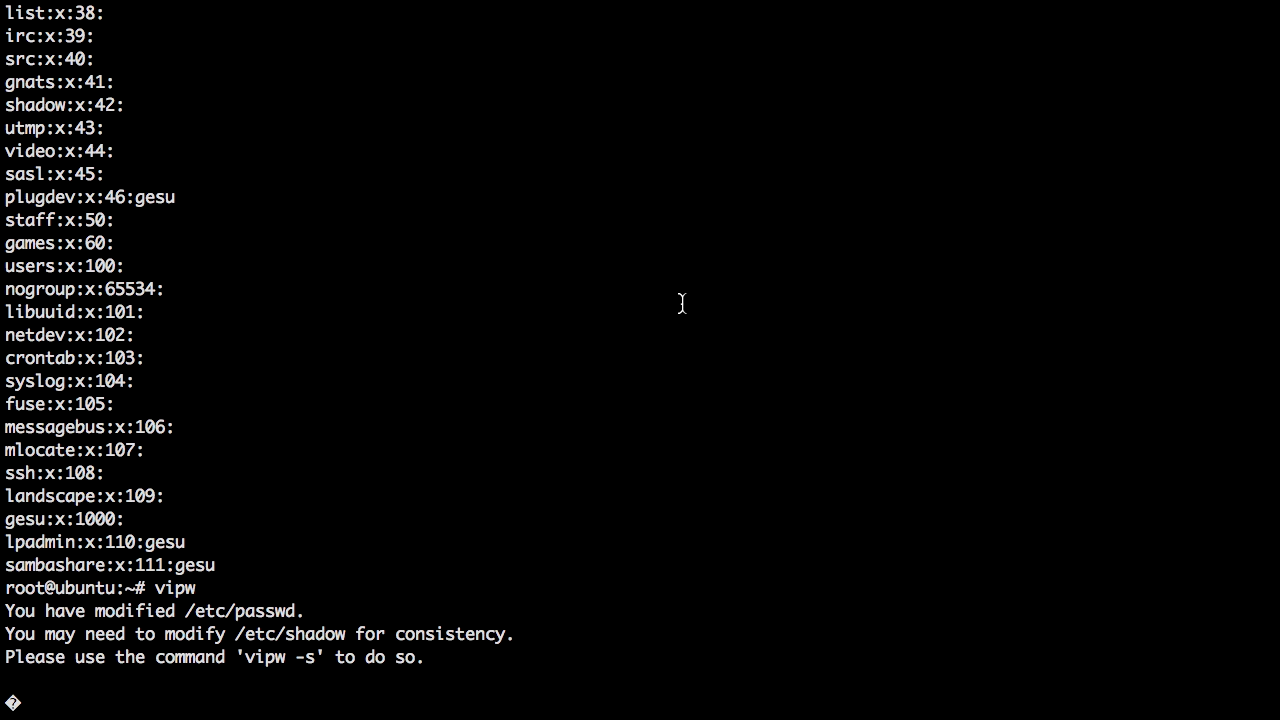 list:x:38:
irc:x:39:
src:x:40:
gnats:x:41:
shadow:x:42:
utmp:x:43:
video:x:44:
sasl:x:45:
plugdev:x:46:gesu
staff:x:50:
games:x:60:
users:x:100:
nogroup:x:65534:
libuuid:x:101:
netdev:x:102:
crontab:x:103:
syslog:x:104:
fuse:x:105:
messagebus:x:106:
mlocate:x:107:
ssh:x:108:
landscape:x:109:
gesu:x:1000:
lpadmin:x:110:gesu
sambashare:x:111:gesu
root@ubuntu:~# vipw
You have modified /etc/passwd.
You may need to modify /etc/shadow for consistency.
Please use the command 'vipw -s' to do so.
�